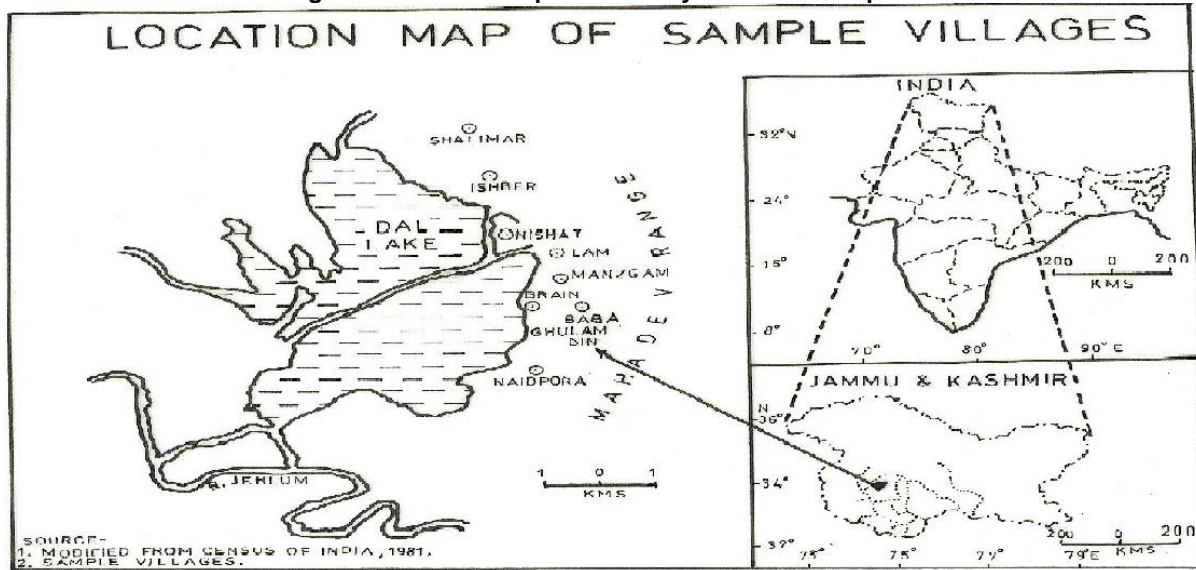 LOCATION MAP OF SAMPLE VILLAGES
INDIA
32°N
24°
15°
8°
70°
80°
90°E
200 0 200
KMS
SHALIMAR
ISHBER
DAL
LAKE
NISHAT
LAM
MANZGAM
BRAIN
BABA
GHULAM
DIN
NAIDPORA
MAHADEV RANGE
R. JEHLUM
1 0 1
KMS
JAMMU & KASHMIR
N
36°
34°
75°
77°
79°E
200 0 200
KMS
SOURCE-
1. MODIFIED FROM CENSUS OF INDIA, 1981.
2. SAMPLE VILLAGES.